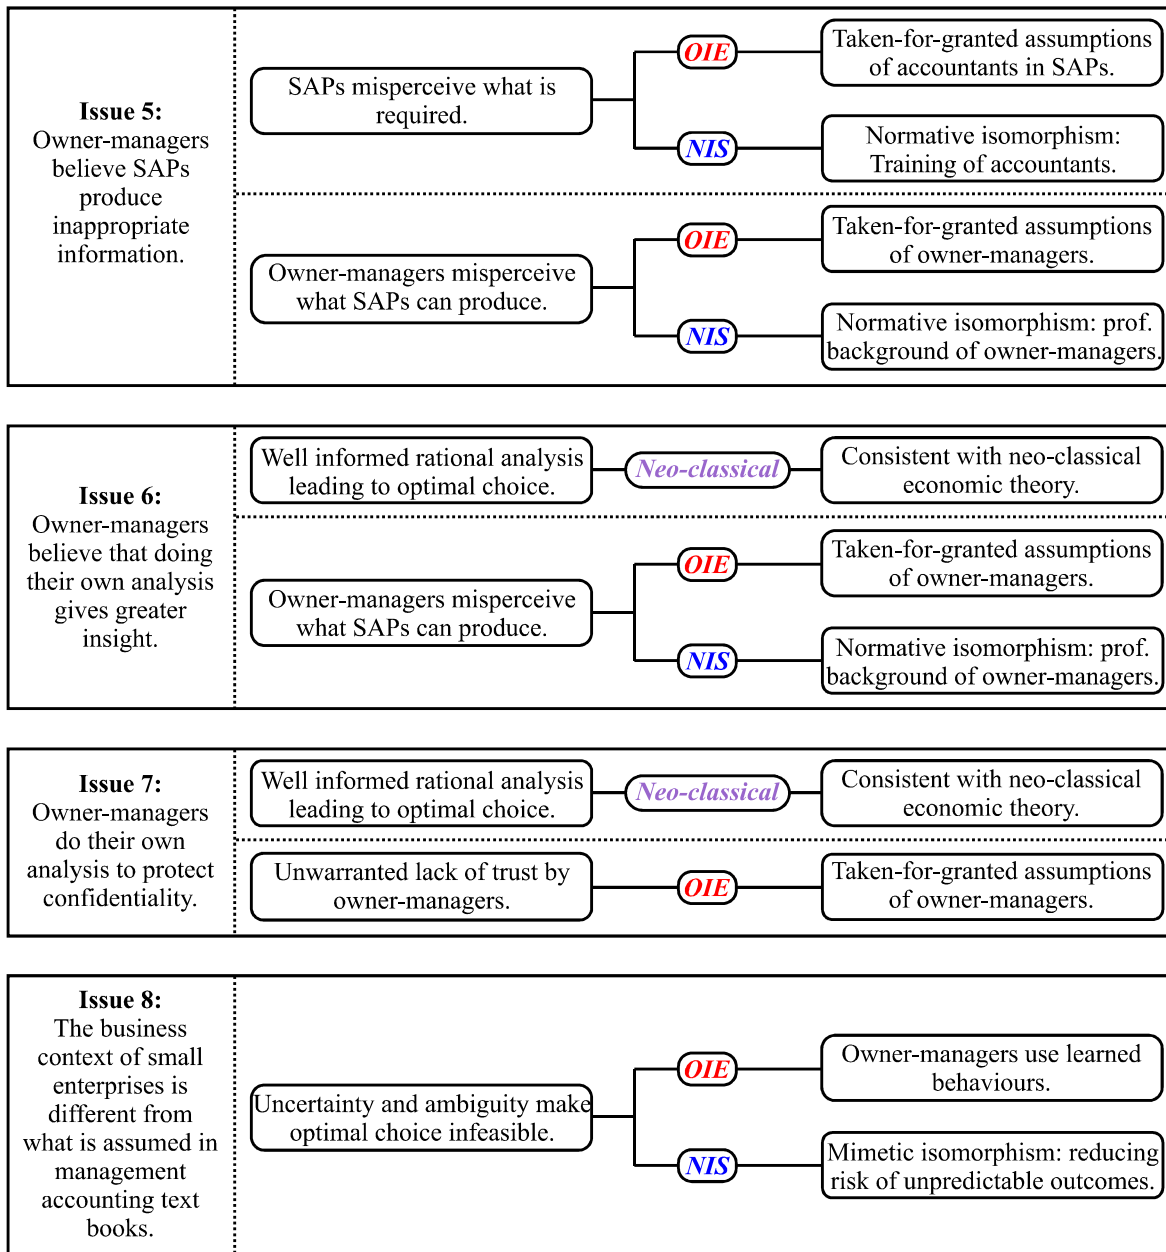 Issue 5:
Owner-managers
believe SAPs
produce
inappropriate
information.
SAPs misperceive what is
required.
OIE
Taken-for-granted assumptions
of accountants in SAPs.
NIS
Normative isomorphism:
Training of accountants.
Owner-managers misperceive
what SAPs can produce.
OIE
Taken-for-granted assumptions
of owner-managers.
NIS
Normative isomorphism: prof.
background of owner-managers.
Issue 6:
Owner-managers
believe that doing
their own analysis
gives greater
insight.
Well informed rational analysis
leading to optimal choice.
Neo-classical
Consistent with neo-classical
economic theory.
Owner-managers misperceive
what SAPs can produce.
OIE
Taken-for-granted assumptions
of owner-managers.
NIS
Normative isomorphism: prof.
background of owner-managers.
Issue 7:
Owner-managers
do their own
analysis to protect
confidentiality.
Well informed rational analysis
leading to optimal choice.
Neo-classical
Consistent with neo-classical
economic theory.
Unwarranted lack of trust by
owner-managers.
OIE
Taken-for-granted assumptions
of owner-managers.
Issue 8:
The business
context of small
enterprises is
different from
what is assumed in
management
accounting text
books.
Uncertainty and ambiguity make
optimal choice infeasible.
OIE
Owner-managers use learned
behaviours.
NIS
Mimetic isomorphism: reducing
risk of unpredictable outcomes.